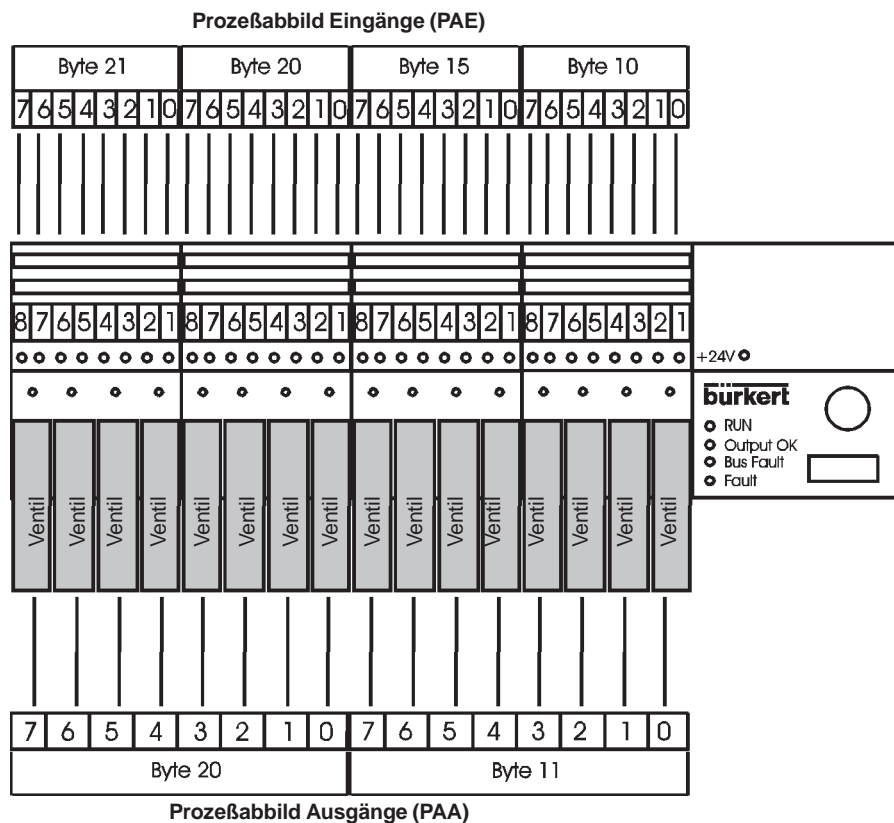 Prozeßabbild Eingänge (PAE)
Byte 21 Byte 20 Byte 15 Byte 10
7 6 5 4 3 2 1 0 7 6 5 4 3 2 1 0 7 6 5 4 3 2 1 0 7 6 5 4 3 2 1 0
8 7 6 5 4 3 2 1 8 7 6 5 4 3 2 1 8 7 6 5 4 3 2 1 8 7 6 5 4 3 2 1
+24V
bürkert
RUN
Output OK
Bus Fault
Fault
Ventil Ventil Ventil Ventil Ventil Ventil Ventil Ventil Ventil Ventil Ventil Ventil Ventil Ventil Ventil Ventil
7 6 5 4 3 2 1 0 7 6 5 4 3 2 1 0
Byte 20 Byte 11
Prozeßabbild Ausgänge (PAA)